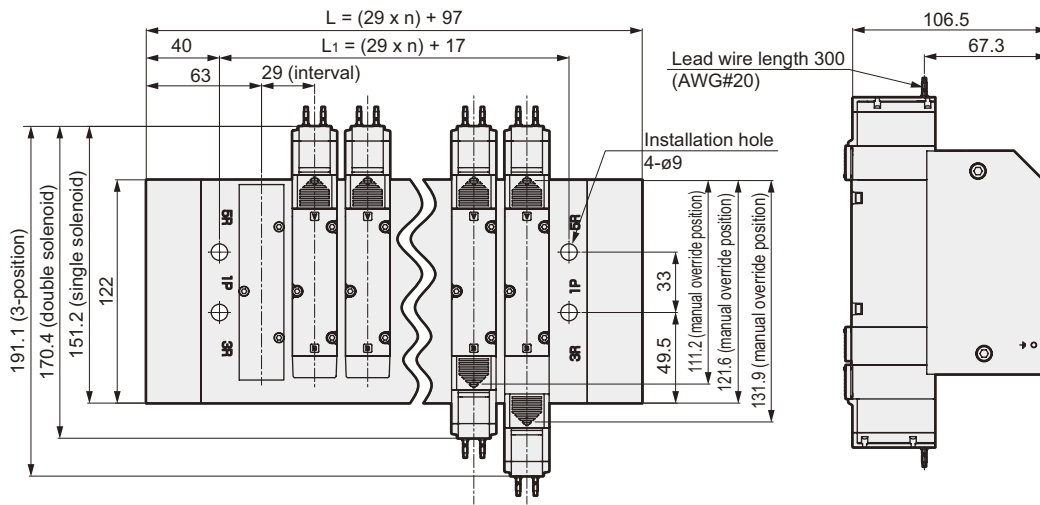 L = (29 x n) + 97
106.5
40
L1 = (29 x n) + 17
67.3
63
29 (interval)
Lead wire length 300
(AWG#20)
Installation hole
4-ø9
191.1 (3-position)
170.4 (double solenoid)
151.2 (single solenoid)
122
5R
1P
3R
A
A
A
A
B
B
B
B
5R
1P
3R
33
49.5
111.2 (manual override position)
121.6 (manual override position)
131.9 (manual override position)